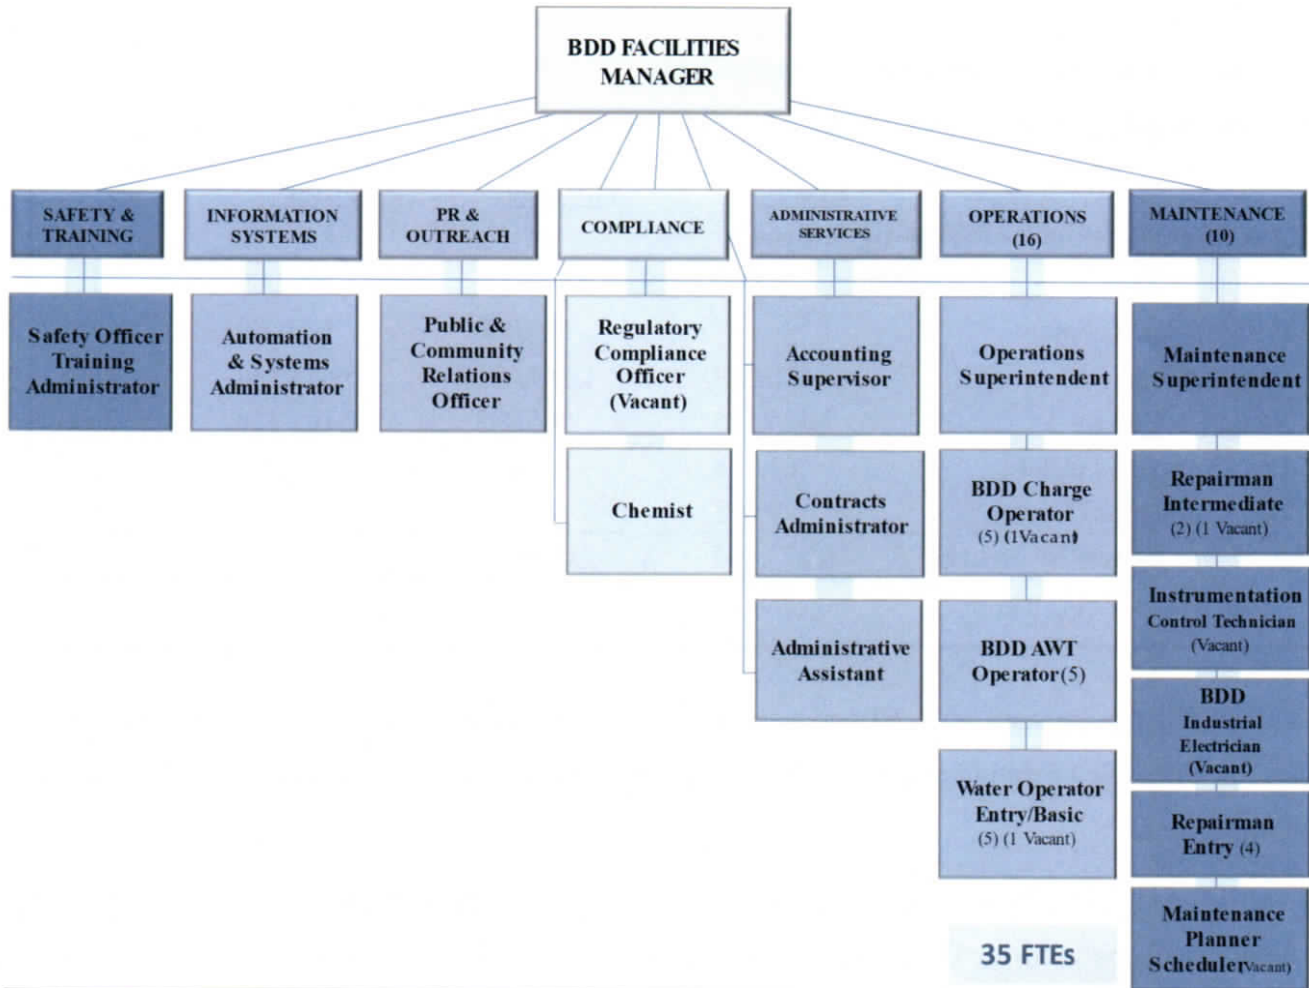 BDD FACILITIES
MANAGER
SAFETY &
TRAINING
INFORMATION
SYSTEMS
PR &
OUTREACH
COMPLIANCE
ADMINISTRATIVE
SERVICES
OPERATIONS
(16)
MAINTENANCE
(10)
Safety Officer
Training
Administrator
Automation
& Systems
Administrator
Public &
Community
Relations
Officer
Regulatory
Compliance
Officer
(Vacant)
Chemist
Accounting
Supervisor
Contracts
Administrator
Administrative
Assistant
Operations
Superintendent
BDD Charge
Operator
(5) (1Vacant)
BDD AWT
Operator(5)
Water Operator
Entry/Basic
(5) (1 Vacant)
Maintenance
Superintendent
Repairman
Intermediate
(2) (1 Vacant)
Instrumentation
Control Technician
(Vacant)
BDD
Industrial
Electrician
(Vacant)
Repairman
Entry (4)
Maintenance
Planner
Scheduler(Vacant)
35 FTEs